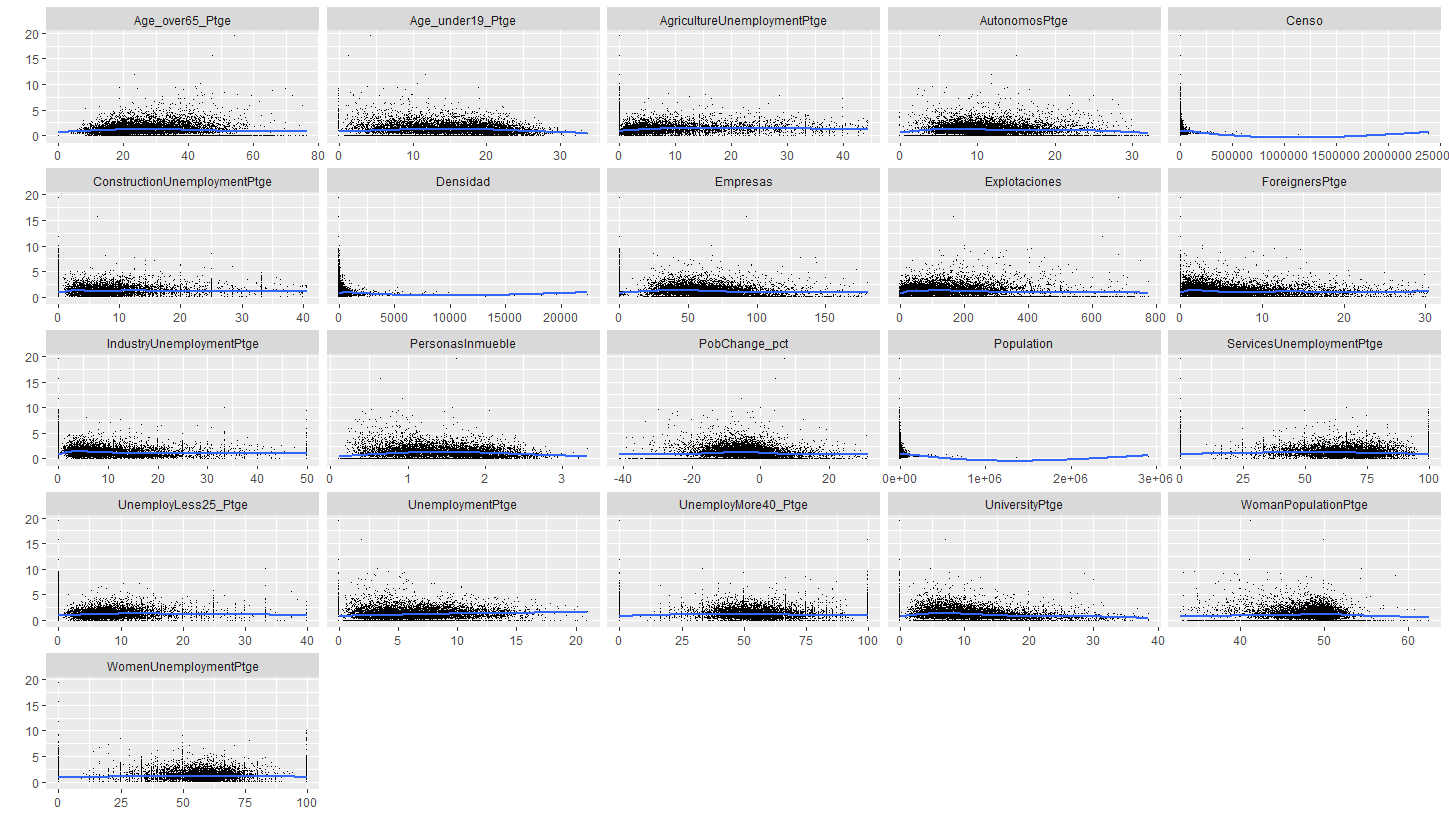 Age_over65_Ptge Age_under19_Ptge AgricultureUnemploymentPtge AutonomosPtge Censo
20
15
10
5
0
0 20 40 60 80 0 10 20 30 0 10 20 30 40 0 10 20 30 0 500000 1000000 1500000 2000000 25000
ConstructionUnemploymentPtge Densidad Empresas Explotaciones ForeignersPtge
20
15
10
5
0
0 10 20 30 40 0 5000 10000 15000 20000 0 50 100 150 0 200 400 600 800 0 10 20 30
IndustryUnemploymentPtge PersonasInmueble PobChange_pct Population ServicesUnemploymentPtge
20
15
10
5
0
0 10 20 30 40 50 0 1 2 3 -40 -20 0 20 0e+00 1e+06 2e+06 3e+06 0 25 50 75 100
UnemployLess25_Ptge UnemploymentPtge UnemployMore40_Ptge UniversityPtge WomanPopulationPtge
20
15
10
5
0
0 10 20 30 40 0 5 10 15 20 0 25 50 75 100 0 10 20 30 40 40 50 60
WomenUnemploymentPtge
20
15
10
5
0
0 25 50 75 100